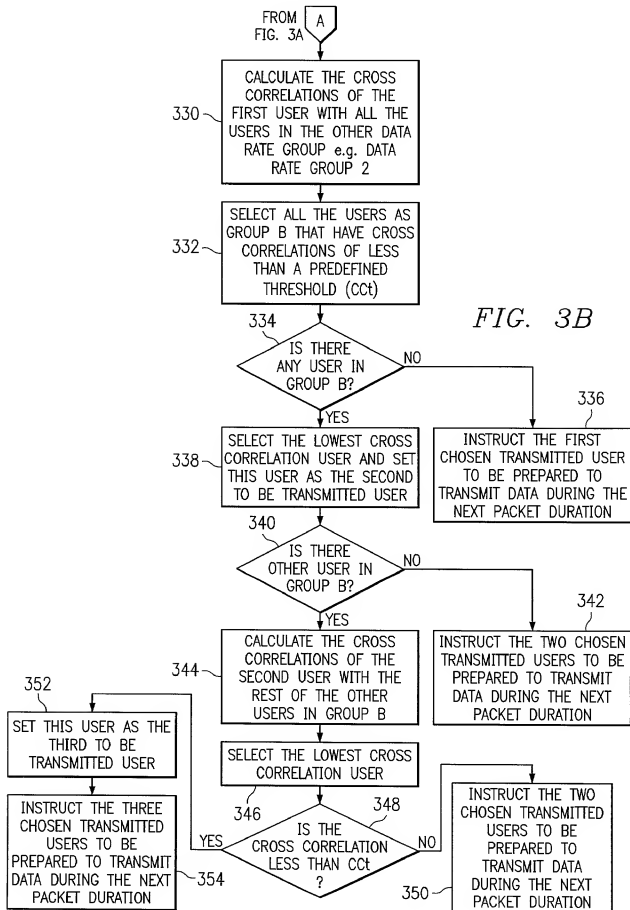 FROM
FIG. 3A
A
330
CALCULATE THE CROSS
CORRELATIONS OF THE
FIRST USER WITH ALL THE
USERS IN THE OTHER DATA
RATE GROUP e.g. DATA
RATE GROUP 2
332
SELECT ALL THE USERS AS
GROUP B THAT HAVE CROSS
CORRELATIONS OF LESS
THAN A PREDEFINED
THRESHOLD (CCt)
FIG. 3B
334
IS THERE
ANY USER IN
GROUP B?
NO
YES
336
INSTRUCT THE FIRST
CHOSEN TRANSMITTED USER
TO BE PREPARED TO
TRANSMIT DATA DURING THE
NEXT PACKET DURATION
338
SELECT THE LOWEST CROSS
CORRELATION USER AND SET
THIS USER AS THE SECOND
TO BE TRANSMITTED USER
340
IS THERE
OTHER USER IN
GROUP B?
NO
YES
342
INSTRUCT THE TWO CHOSEN
TRANSMITTED USERS TO BE
PREPARED TO TRANSMIT
DATA DURING THE NEXT
PACKET DURATION
344
CALCULATE THE CROSS
CORRELATIONS OF THE
SECOND USER WITH THE
REST OF THE OTHER
USERS IN GROUP B
346
SELECT THE LOWEST CROSS
CORRELATION USER
348
IS THE
CROSS CORRELATION
LESS THAN CCt
?
YES
NO
352
SET THIS USER AS THE
THIRD TO BE
TRANSMITTED USER
354
INSTRUCT THE THREE
CHOSEN TRANSMITTED
USERS TO BE
PREPARED TO TRANSMIT
DATA DURING THE NEXT
PACKET DURATION
350
INSTRUCT THE TWO
CHOSEN TRANSMITTED
USERS TO BE
PREPARED TO
TRANSMIT DATA
DURING THE NEXT
PACKET DURATION